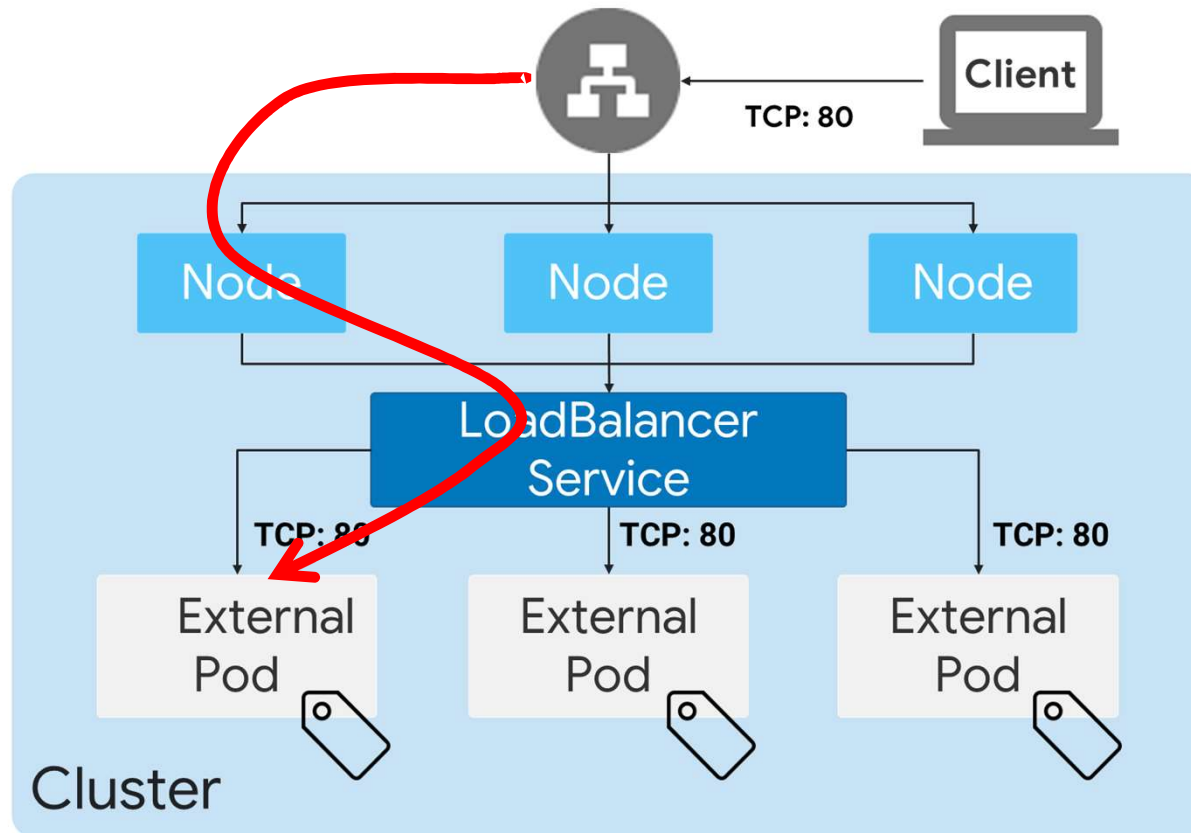 Client
TCP: 80
Node
Node
Node
LoadBalancer
Service
TCP: 80
TCP: 80
TCP: 80
External
Pod
External
Pod
External
Pod
Cluster